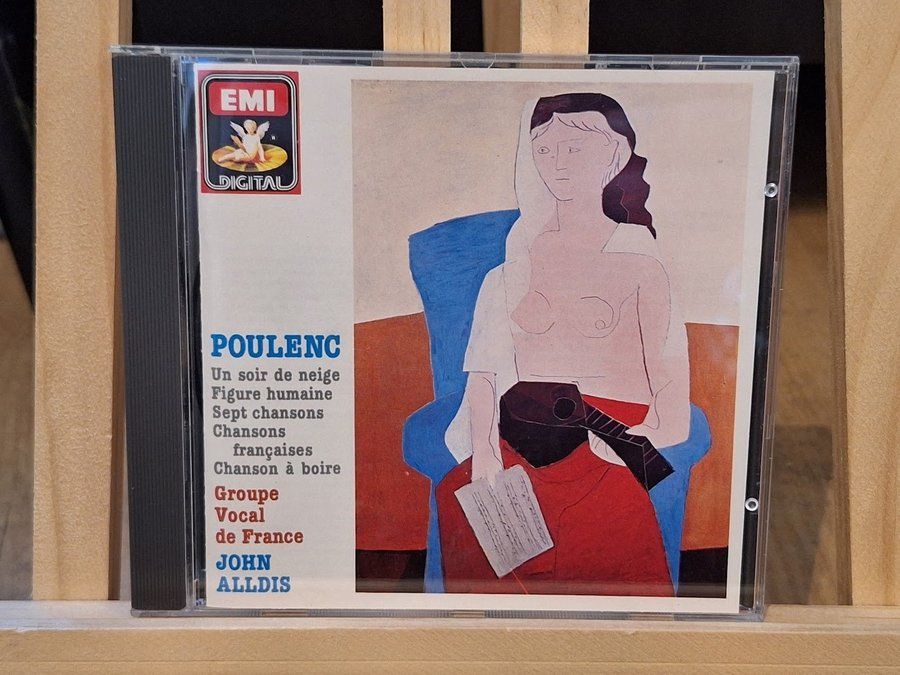 EMI
DIGITAL
POULENC
Un soir de neige
Figure humaine
Sept chansons
Chansons
françaises
Chanson à boire
Groupe
Vocal
de France
JOHN
ALLDIS